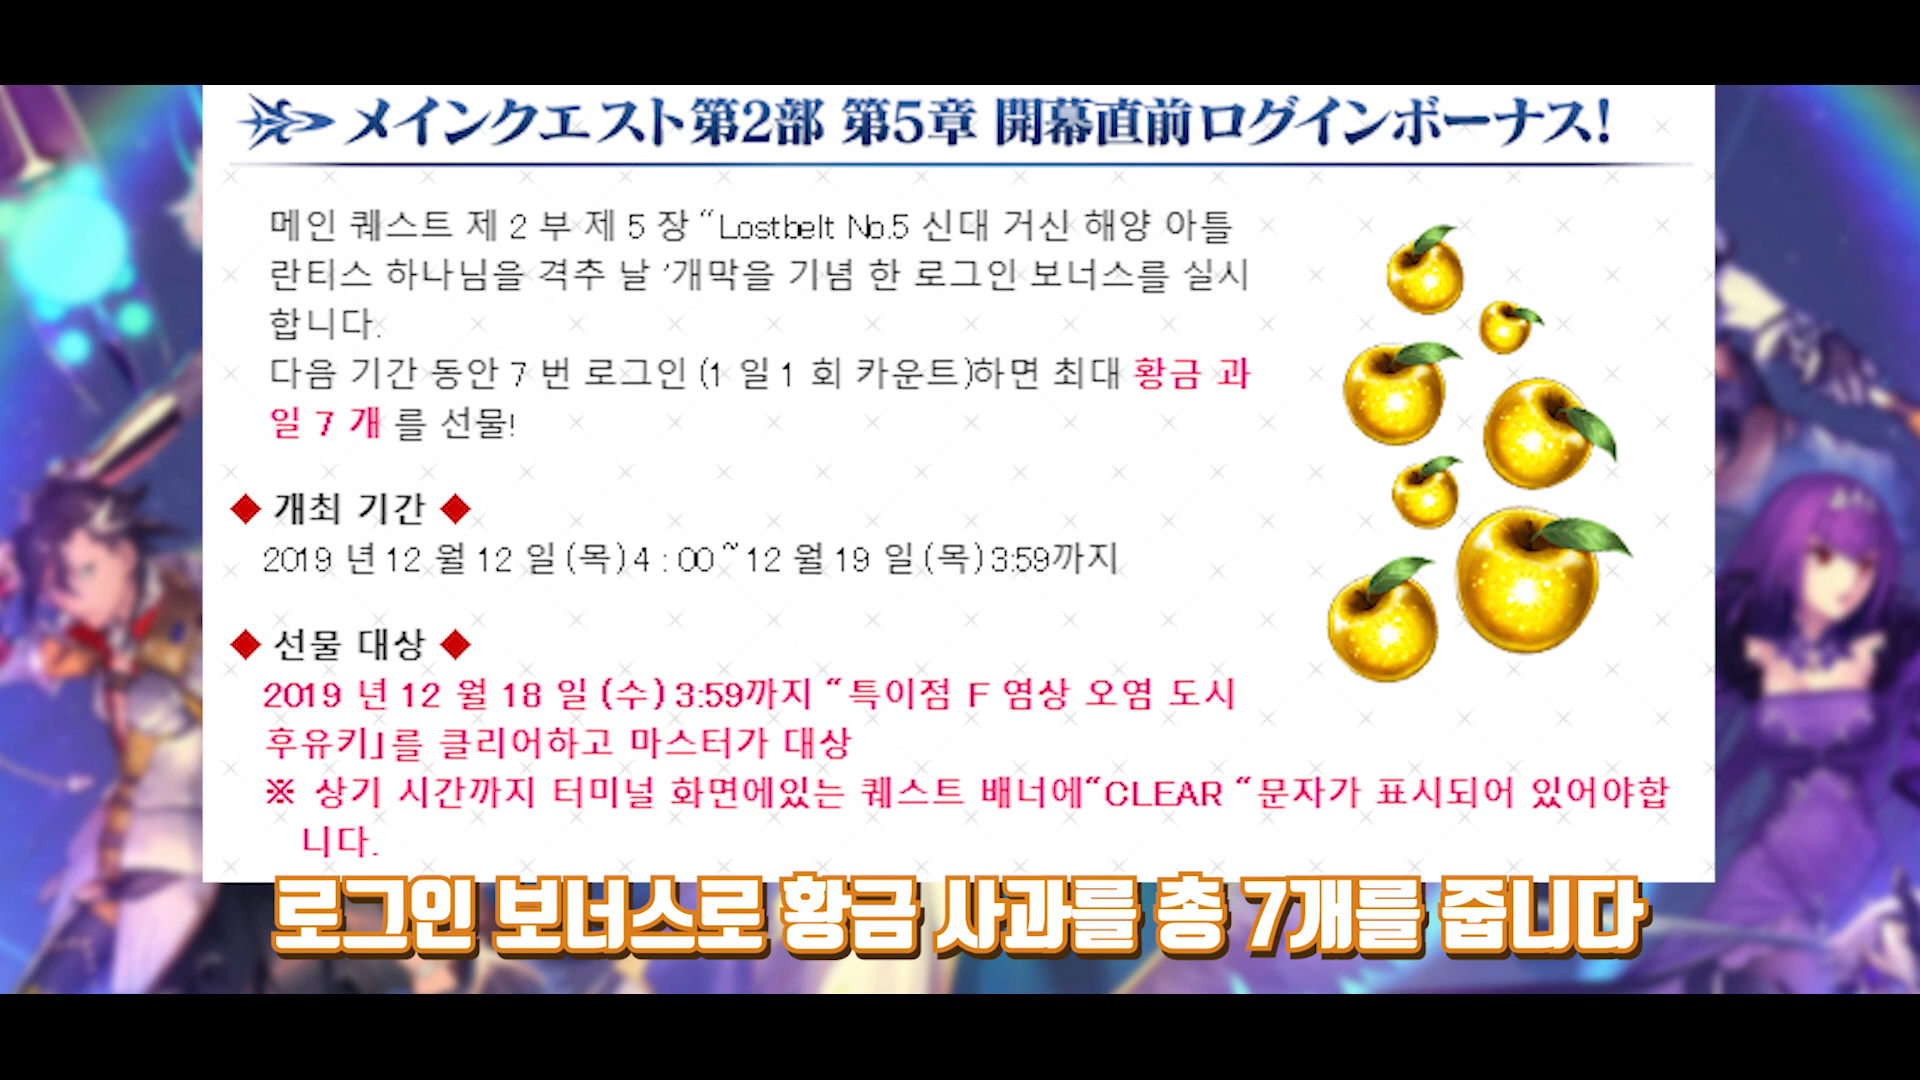 メインクエスト第2部 第5章 開幕直前ログインボーナス!
메인 퀘스트 제 2 부 제 5 장 “Lostbelt No.5 신대 거신 해양 아틀
란티스 하나님을 격추 날 ‘개막을 기념 한 로그인 보너스를 실시
합니다.
다음 기간 동안 7 번 로그인 (1 일 1 회 카운트)하면 최대 황금 과
일 7 개 를 선물!
◆ 개최 기간 ◆
2019 년 12 월 12 일 (목) 4 : 00 ~ 12 월 19 일 (목) 3:59까지
◆ 선물 대상 ◆
2019 년 12 월 18 일 (수) 3:59까지 “특이점 F 염상 오염 도시
후유키」를 클리어하고 마스터가 대상
※ 상기 시간까지 터미널 화면에있는 퀘스트 배너에“CLEAR “문자가 표시되어 있어야합
니다.
로그인 보너스로 황금 사과를 총 7개를 줍니다